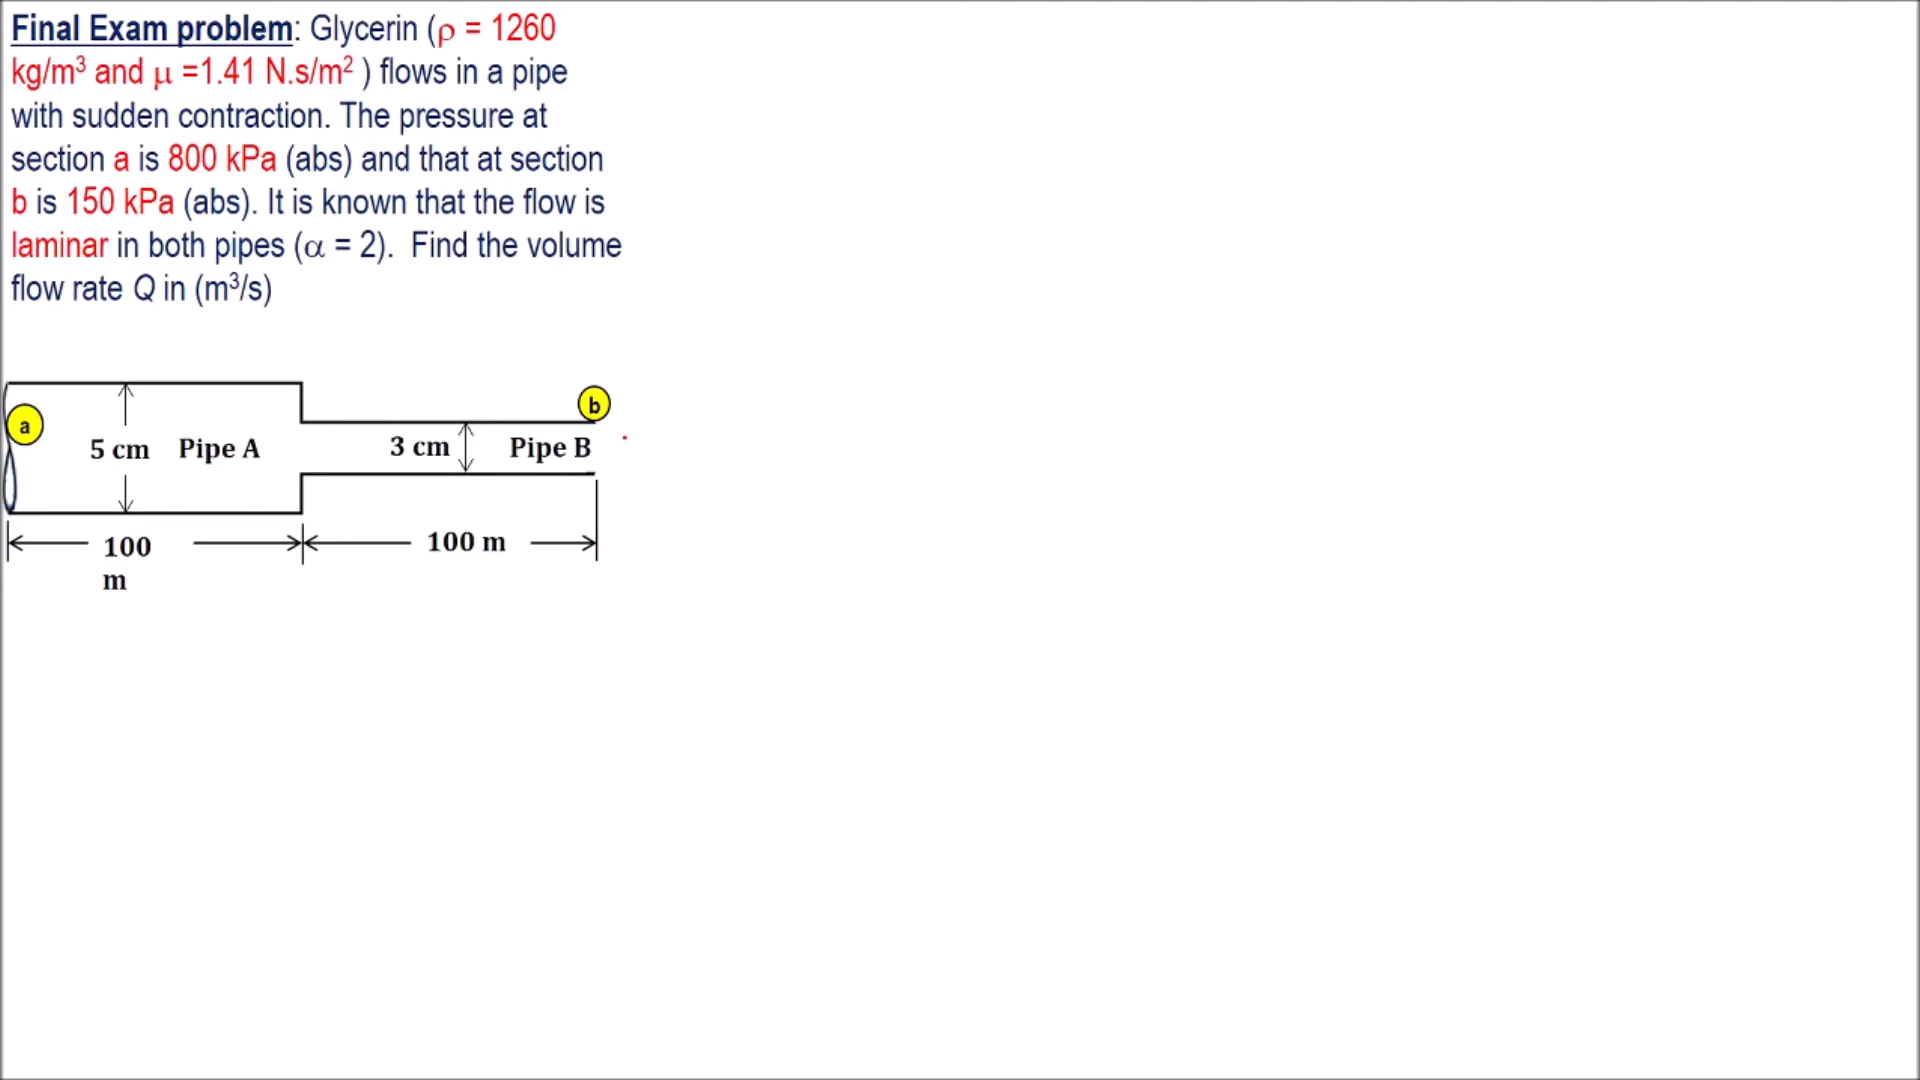 Final Exam problem: Glycerin (ρ = 1260
kg/m³ and μ =1.41 N.s/m² ) flows in a pipe
with sudden contraction. The pressure at
section a is 800 kPa (abs) and that at section
b is 150 kPa (abs). It is known that the flow is
laminar in both pipes (α = 2). Find the volume
flow rate Q in (m³/s)
b
a
5 cm Pipe A
3 cm Pipe B
100
m
100 m